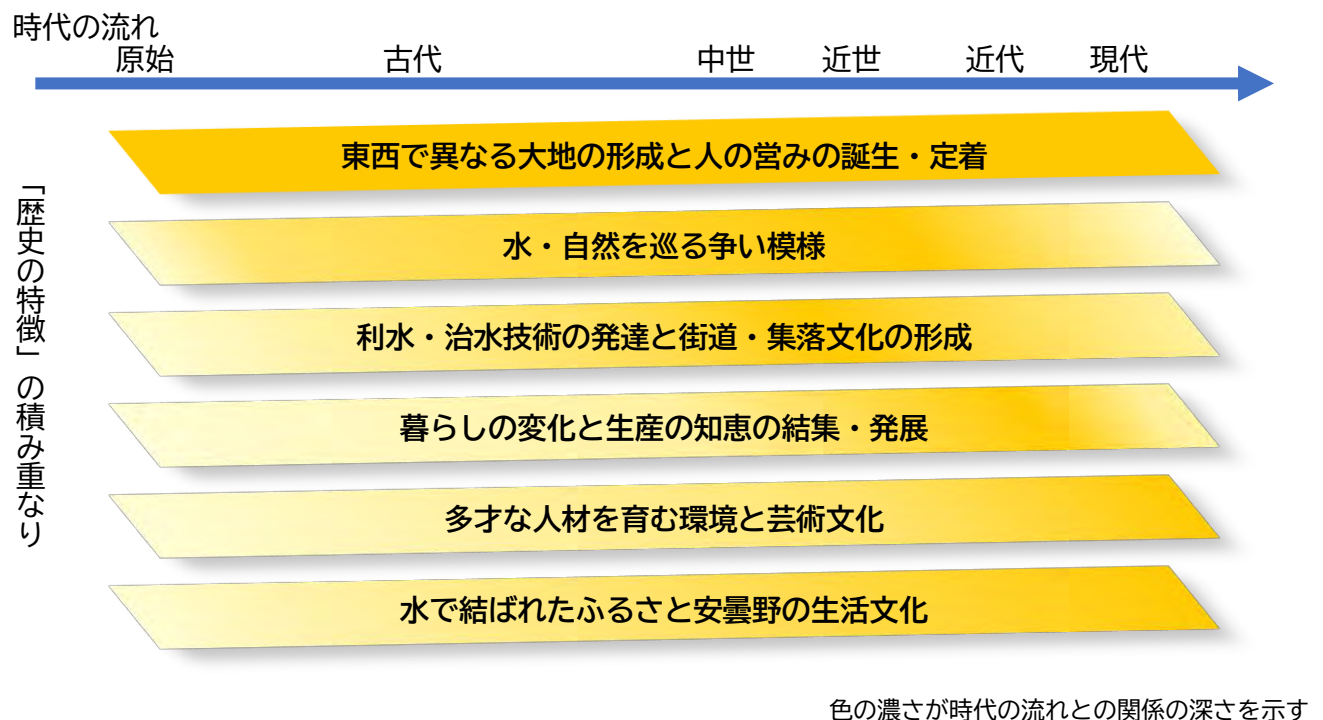 時代の流れ
原始 古代 中世 近世 近代 現代
「歴史の特徴」の積み重なり
東西で異なる大地の形成と人の営みの誕生・定着
水・自然を巡る争い模様
利水・治水技術の発達と街道・集落文化の形成
暮らしの変化と生産の知恵の結集・発展
多才な人材を育む環境と芸術文化
水で結ばれたふるさと安曇野の生活文化
色の濃さが時代の流れとの関係の深さを示す